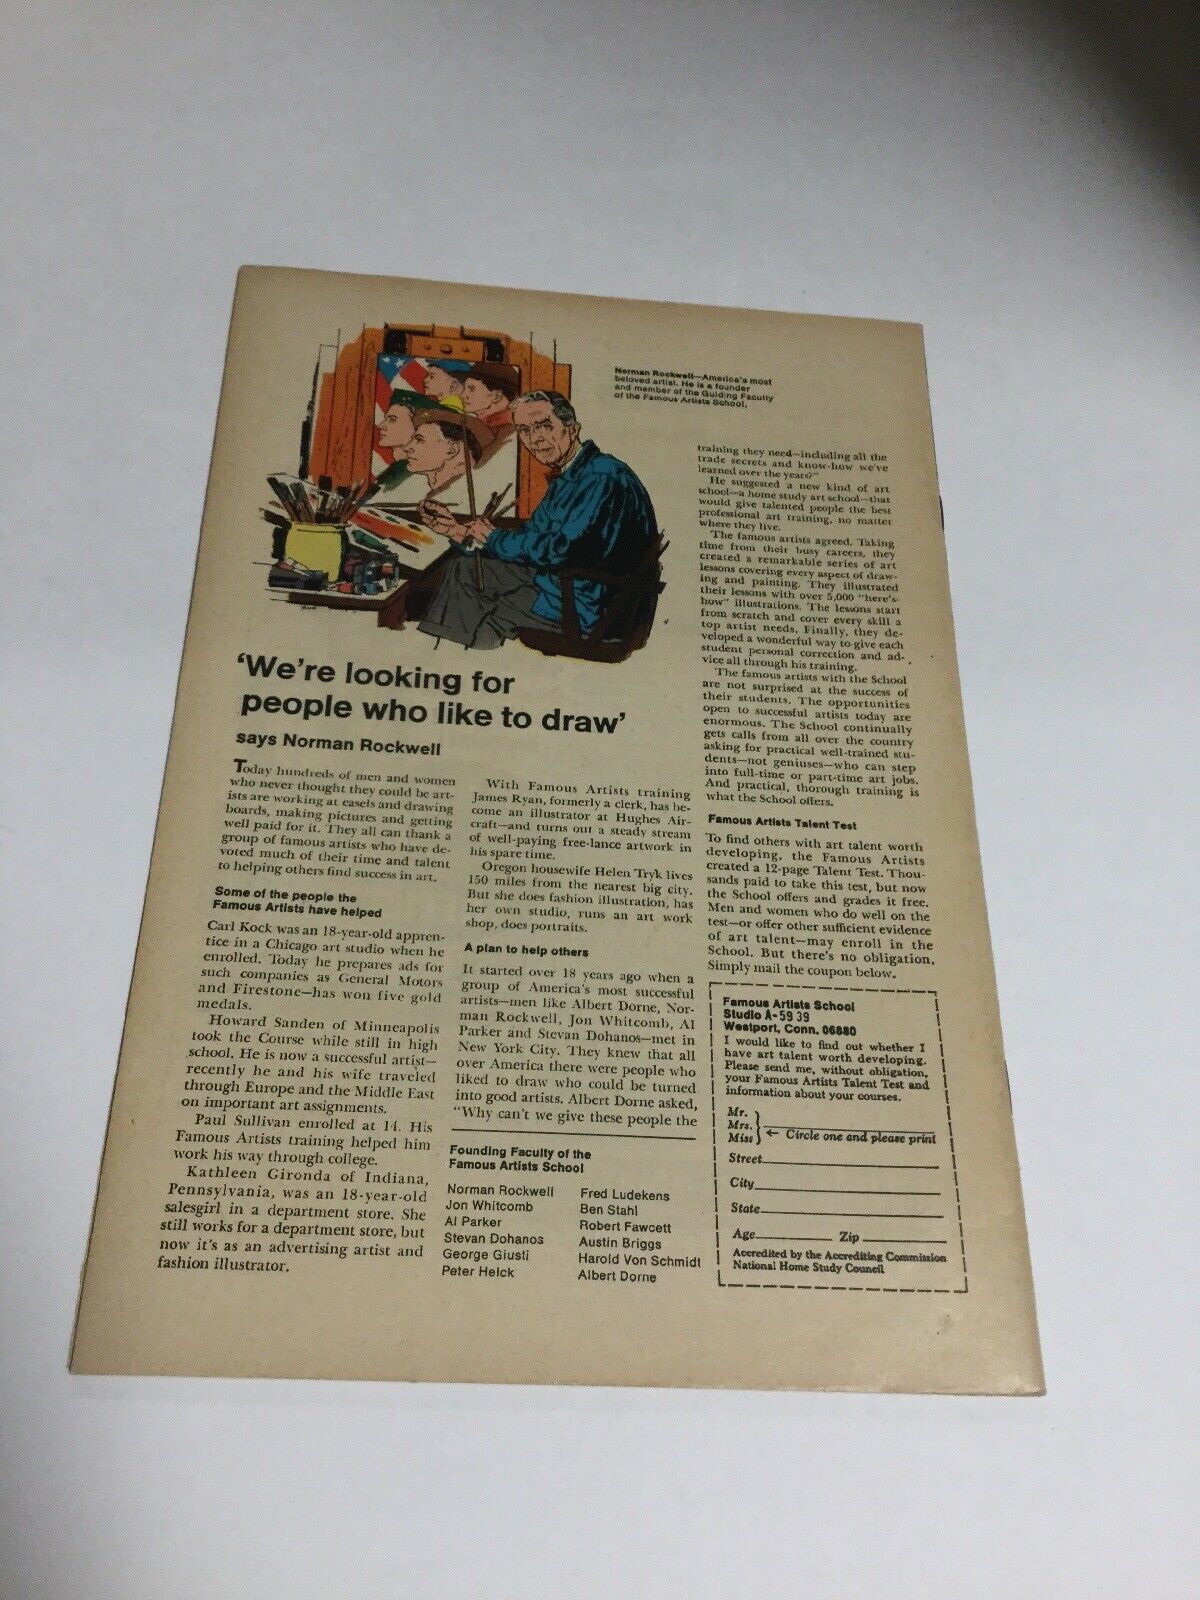 Norman Rockwell—America's most
beloved artist. He is a founder
and member of the Guiding Faculty
of the Famous Artists School.
'We're looking for
people who like to draw'
says Norman Rockwell
Today hundreds of men and women
who never thought they could be art-
ists are working at easels and drawing
boards, making pictures and getting
well paid for it. They all can thank a
group of famous artists who have de-
voted much of their time and talent
to helping others find success in art.
Some of the people the
Famous Artists have helped
Carl Kock was an 18-year-old appren-
tice in a Chicago art studio when he
enrolled. Today he prepares ads for
such companies as General Motors
and Firestone—has won five gold
medals.
Howard Sanden of Minneapolis
took the Course while still in high
school. He is now a successful artist—
recently he and his wife traveled
through Europe and the Middle East
on important art assignments.
Paul Sullivan enrolled at 14. His
Famous Artists training helped him
work his way through college.
Kathleen Gironda of Indiana,
Pennsylvania, was an 18-year-old
salesgirl in a department store. She
still works for a department store, but
now it's as an advertising artist and
fashion illustrator.
With Famous Artists training
James Ryan, formerly a clerk, has be-
come an illustrator at Hughes Air-
craft—and turns out a steady stream
of well-paying free-lance artwork in
his spare time.
Oregon housewife Helen Tryk lives
150 miles from the nearest big city.
But she does fashion illustration, has
her own studio, runs an art work
shop, does portraits.
A plan to help others
It started over 18 years ago when a
group of America's most successful
artists—men like Albert Dorne, Nor-
man Rockwell, Jon Whitcomb, Al
Parker and Stevan Dohanos—met in
New York City. They knew that all
over America there were people who
liked to draw who could be turned
into good artists. Albert Dorne asked,
"Why can't we give these people the
Founding Faculty of the
Famous Artists School
Norman Rockwell
Jon Whitcomb
Al Parker
Stevan Dohanos
George Giusti
Peter Helck
Fred Ludekens
Ben Stahl
Robert Fawcett
Austin Briggs
Harold Von Schmidt
Albert Dorne
training they need—including all the
trade secrets and know-how we've
learned over the years?"
He suggested a new kind of art
school—a home study art school—that
would give talented people the best
professional art training, no matter
where they live.
The famous artists agreed. Taking
time from their busy careers, they
created a remarkable series of art
lessons covering every aspect of draw-
ing and painting. They illustrated
their lessons with over 5,000 "here's-
how" illustrations. The lessons start
from scratch and cover every skill a
top artist needs. Finally, they de-
veloped a wonderful way to give each
student personal correction and ad-
vice all through his training.
The famous artists with the School
are not surprised at the success of
their students. The opportunities
open to successful artists today are
enormous. The School continually
gets calls from all over the country
asking for practical well-trained stu-
dents—not geniuses—who can step
into full-time or part-time art jobs.
And practical, thorough training is
what the School offers.
Famous Artists Talent Test
To find others with art talent worth
developing, the Famous Artists
created a 12-page Talent Test. Thou-
sands paid to take this test, but now
the School offers and grades it free.
Men and women who do well on the
test—or offer other sufficient evidence
of art talent—may enroll in the
School. But there's no obligation.
Simply mail the coupon below.
Famous Artists School
Studio A-59 39
Westport, Conn. 06880
I would like to find out whether I
have art talent worth developing.
Please send me, without obligation,
your Famous Artists Talent Test and
information about your courses.
Mr.
Mrs.
Miss ← Circle one and please print
Street
City
State
Age Zip
Accredited by the Accrediting Commission
National Home Study Council